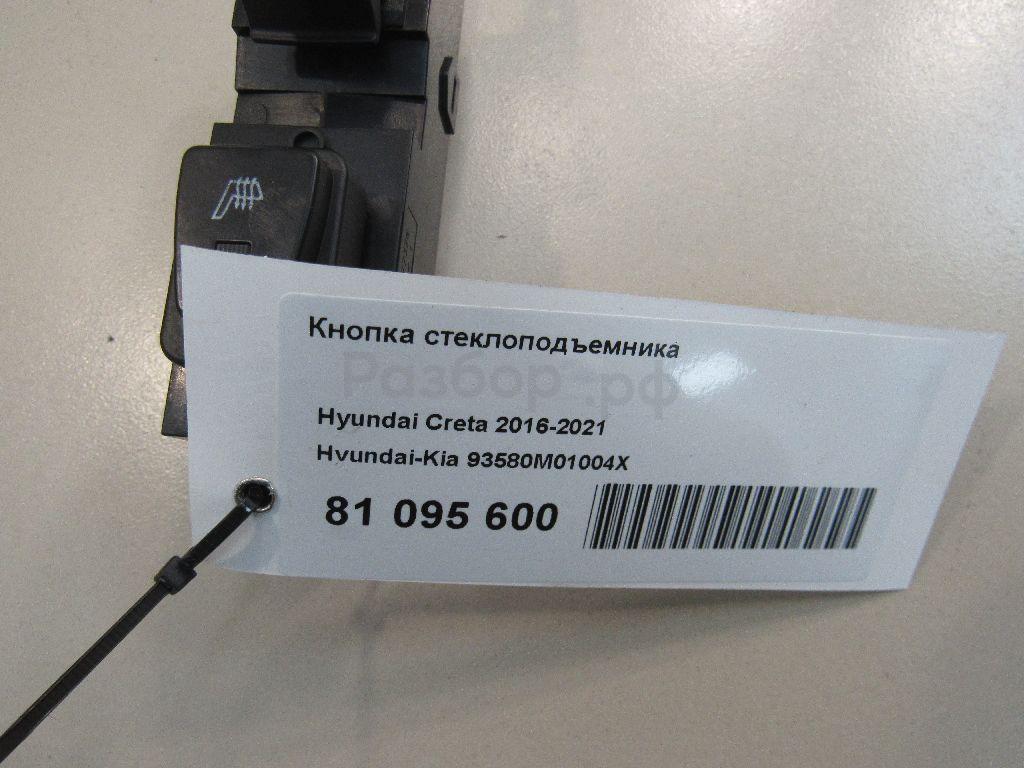 Кнопка стеклоподъемника
Разбор.рф
Hyundai Creta 2016-2021
Hyundai-Kia 93580M01004X
81 095 600